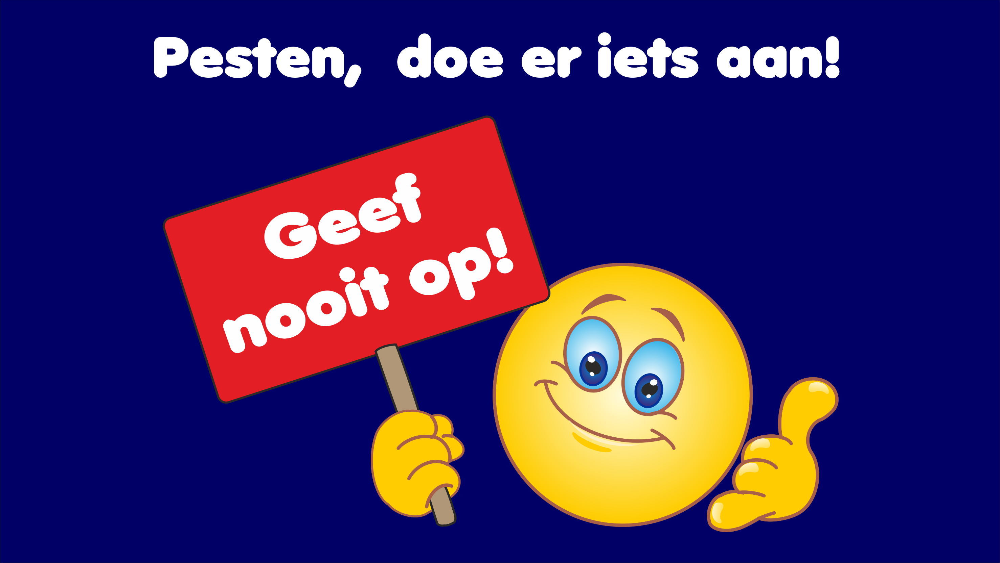 Pesten, doe er iets aan!
Geef
nooit op!